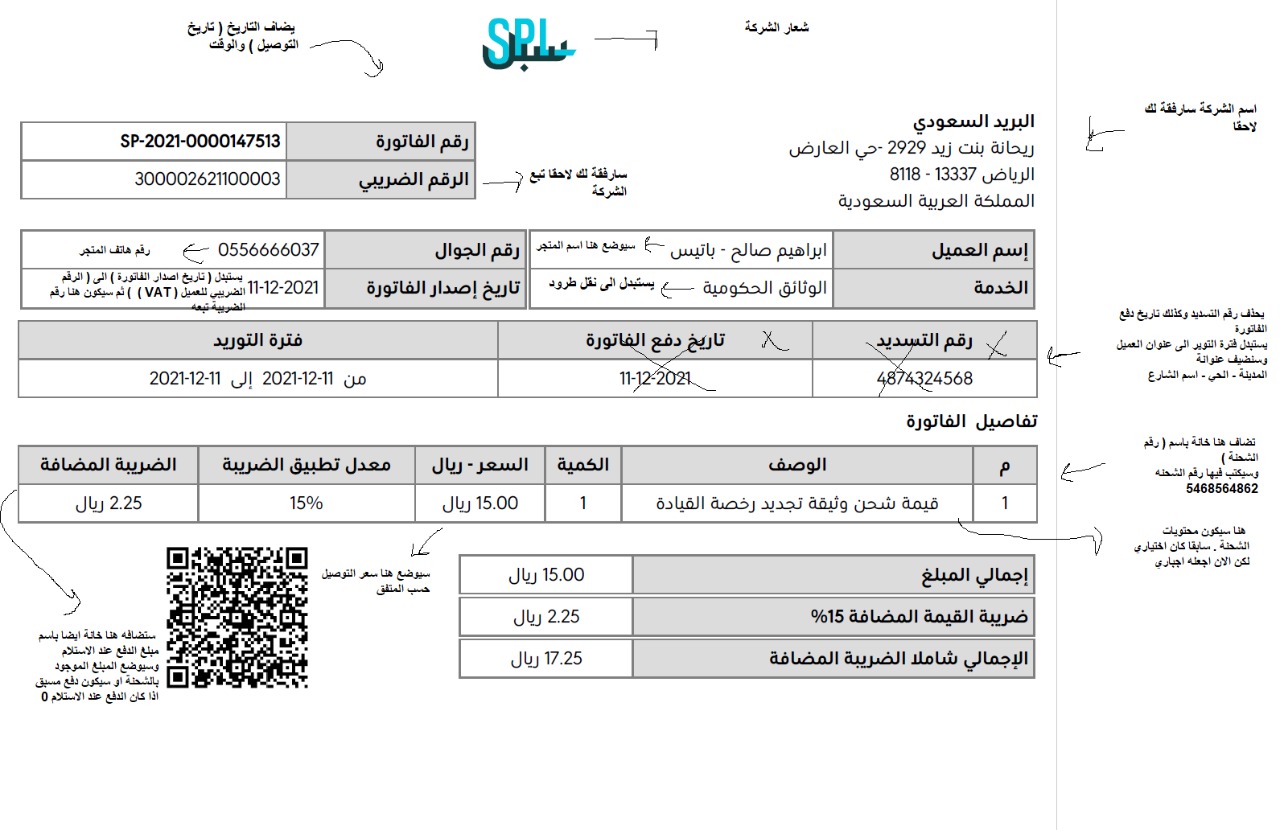 يضاف التاريخ ( تاريخ
التوصيل ) والوقت
SPL
سبل
شعار الشركة
اسم الشركة سارفقة لك
لاحقا
البريد السعودي
ريحانة بنت زيد 2929 -حي العارض
الرياض 13337 - 8118
المملكة العربية السعودية
رقم الفاتورة SP-2021-0000147513
الرقم الضريبي 300002621100003
سارفقة لك لاحقا تبع
الشركة
إسم العميل ابراهيم صالح - باتيس سيوضع هنا اسم المتجر رقم الجوال 0556666037 رقم هاتف المتجر
الخدمة الوثائق الحكومية يستبدل الى نقل طرود تاريخ إصدار الفاتورة 11-12-2021
يستبدل ( تاريخ اصدار الفاتورة ) الى ( الرقم
الضريبي للعميل ( VAT ) ) ثم سيكون هنا رقم
الضريبة تبعه
رقم التسديد تاريخ دفع الفاتورة فترة التوريد
4874324568 11-12-2021 من 11-12-2021 إلى 11-12-2021
يحذف رقم التسديد وكذلك تاريخ دفع
الفاتورة
يستبدل فترة التوير الى علوان العميل
وسنضيف عنوانة
المدينة - الحي - اسم الشارع
تفاصيل الفاتورة
م الوصف الكمية السعر - ريال معدل تطبيق الضريبة الضريبة المضافة
1 قيمة شحن وثيقة تجديد رخصة القيادة 1 15.00 ريال 15% 2.25 ريال
تضاف هنا خانة باسم ( رقم
الشحنة )
وسيكتب فيها رقم الشحنه
5468564862
هنا سيكون محتويات
الشحنة . سابقا كان اختياري
لكن الان اجعله اجباري
سيوضع هنا سعر التوصيل
حسب المتفق
إجمالي المبلغ 15.00 ريال
ضريبة القيمة المضافة 15% 2.25 ريال
الإجمالي شاملا الضريبة المضافة 17.25 ريال
ستضافه هنا خانة ايضا باسم
مبلغ الدفع عند الاستلام
وسيوضع المبلغ الموجود
بالشحنة او سيكون دفع مسبق
اذا كان الدفع عند الاستلام 0